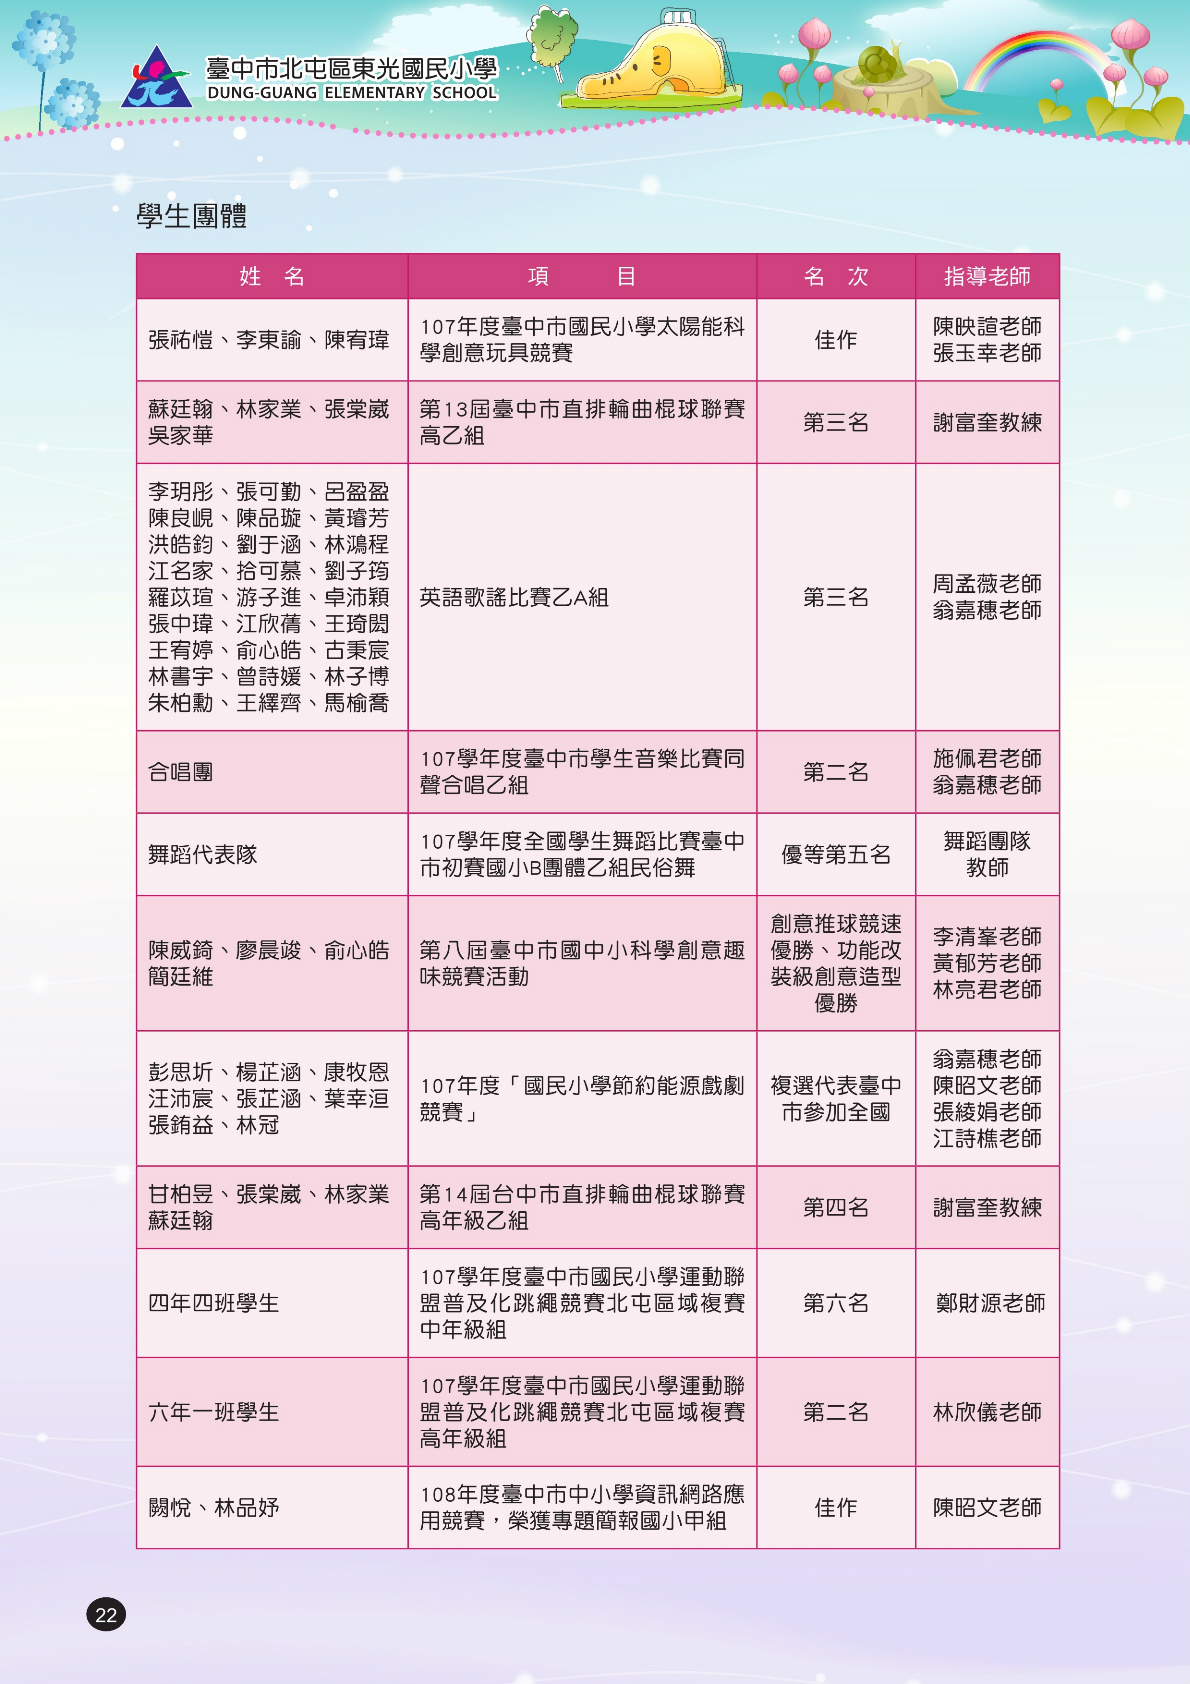 臺中市北屯區東光國民小學
DUNG-GUANG ELEMENTARY SCHOOL
學生團體
姓 名 項 目 名 次 指導老師
張祐愷、李東諭、陳宥瑋
107年度臺中市國民小學太陽能科
學創意玩具競賽
佳作
陳映諠老師
張玉幸老師
蘇廷翰、林家業、張棠崴
吳家華
第13屆臺中市直排輪曲棍球聯賽
高乙組
第三名
謝富奎教練
李玥彤、張可勤、呂盈盈
陳良峴、陳品璇、黃璿芳
洪皓鈞、劉于涵、林鴻程
江名家、拾可慕、劉子筠
羅苡瑄、游子進、卓沛穎
張中瑋、江欣蒨、王琦閎
王宥婷、俞心皓、古秉宸
林書宇、曾詩媛、林子博
朱柏勳、王繹齊、馬榆喬
英語歌謠比賽乙A組
第三名
周孟薇老師
翁嘉穗老師
合唱團
107學年度臺中市學生音樂比賽同
聲合唱乙組
第二名
施佩君老師
翁嘉穗老師
舞蹈代表隊
107學年度全國學生舞蹈比賽臺中
市初賽國小B團體乙組民俗舞
優等第五名
舞蹈團隊
教師
陳威錡、廖晨竣、俞心皓
簡廷維
第八屆臺中市國中小科學創意趣
味競賽活動
創意推球競速
優勝、功能改
裝級創意造型
優勝
李清峯老師
黃郁芳老師
林亮君老師
彭思圻、楊芷涵、康牧恩
汪沛宸、張芷涵、葉幸洹
張銪益、林冠
107年度「國民小學節約能源戲劇
競賽」
複選代表臺中
市參加全國
翁嘉穗老師
陳昭文老師
張綾娟老師
江詩樵老師
甘柏昱、張棠崴、林家業
蘇廷翰
第14屆台中市直排輪曲棍球聯賽
高年級乙組
第四名
謝富奎教練
四年四班學生
107學年度臺中市國民小學運動聯
盟普及化跳繩競賽北屯區域複賽
中年級組
第六名
鄭財源老師
六年一班學生
107學年度臺中市國民小學運動聯
盟普及化跳繩競賽北屯區域複賽
高年級組
第二名
林欣儀老師
闕悅、林品妤
108年度臺中市中小學資訊網路應
用競賽，榮獲專題簡報國小甲組
佳作
陳昭文老師
22